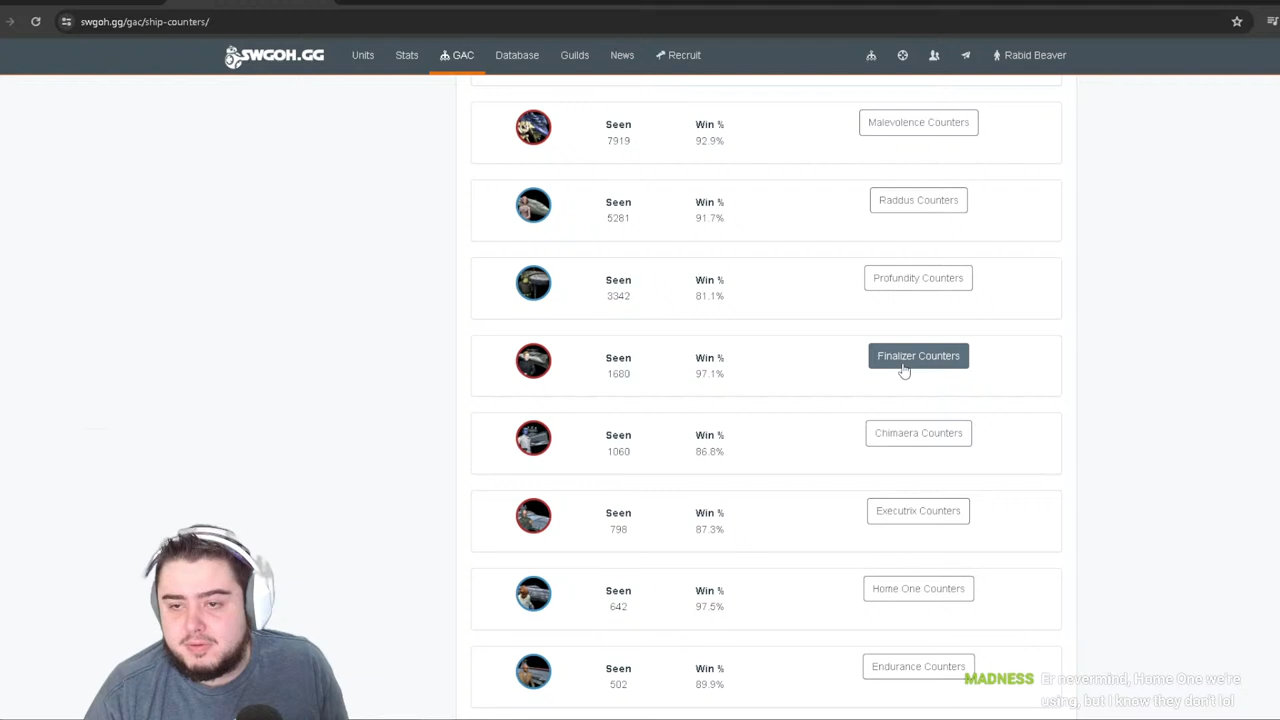 swgoh.gg/gac/ship-counters/
SWGOH.GG Units Stats GAC Database Guilds News Recruit Rabid Beaver
Seen Win % Malevolence Counters
7919 92.9%
Seen Win % Raddus Counters
5281 91.7%
Seen Win % Profundity Counters
3342 81.1%
Seen Win % Finalizer Counters
1680 97.1%
Seen Win % Chimaera Counters
1060 86.8%
Seen Win % Executrix Counters
798 87.3%
Seen Win % Home One Counters
642 97.5%
Seen Win % Endurance Counters
502 89.9%
MADNESS Er nevermind, Home One we're
using, but I know they don't lol